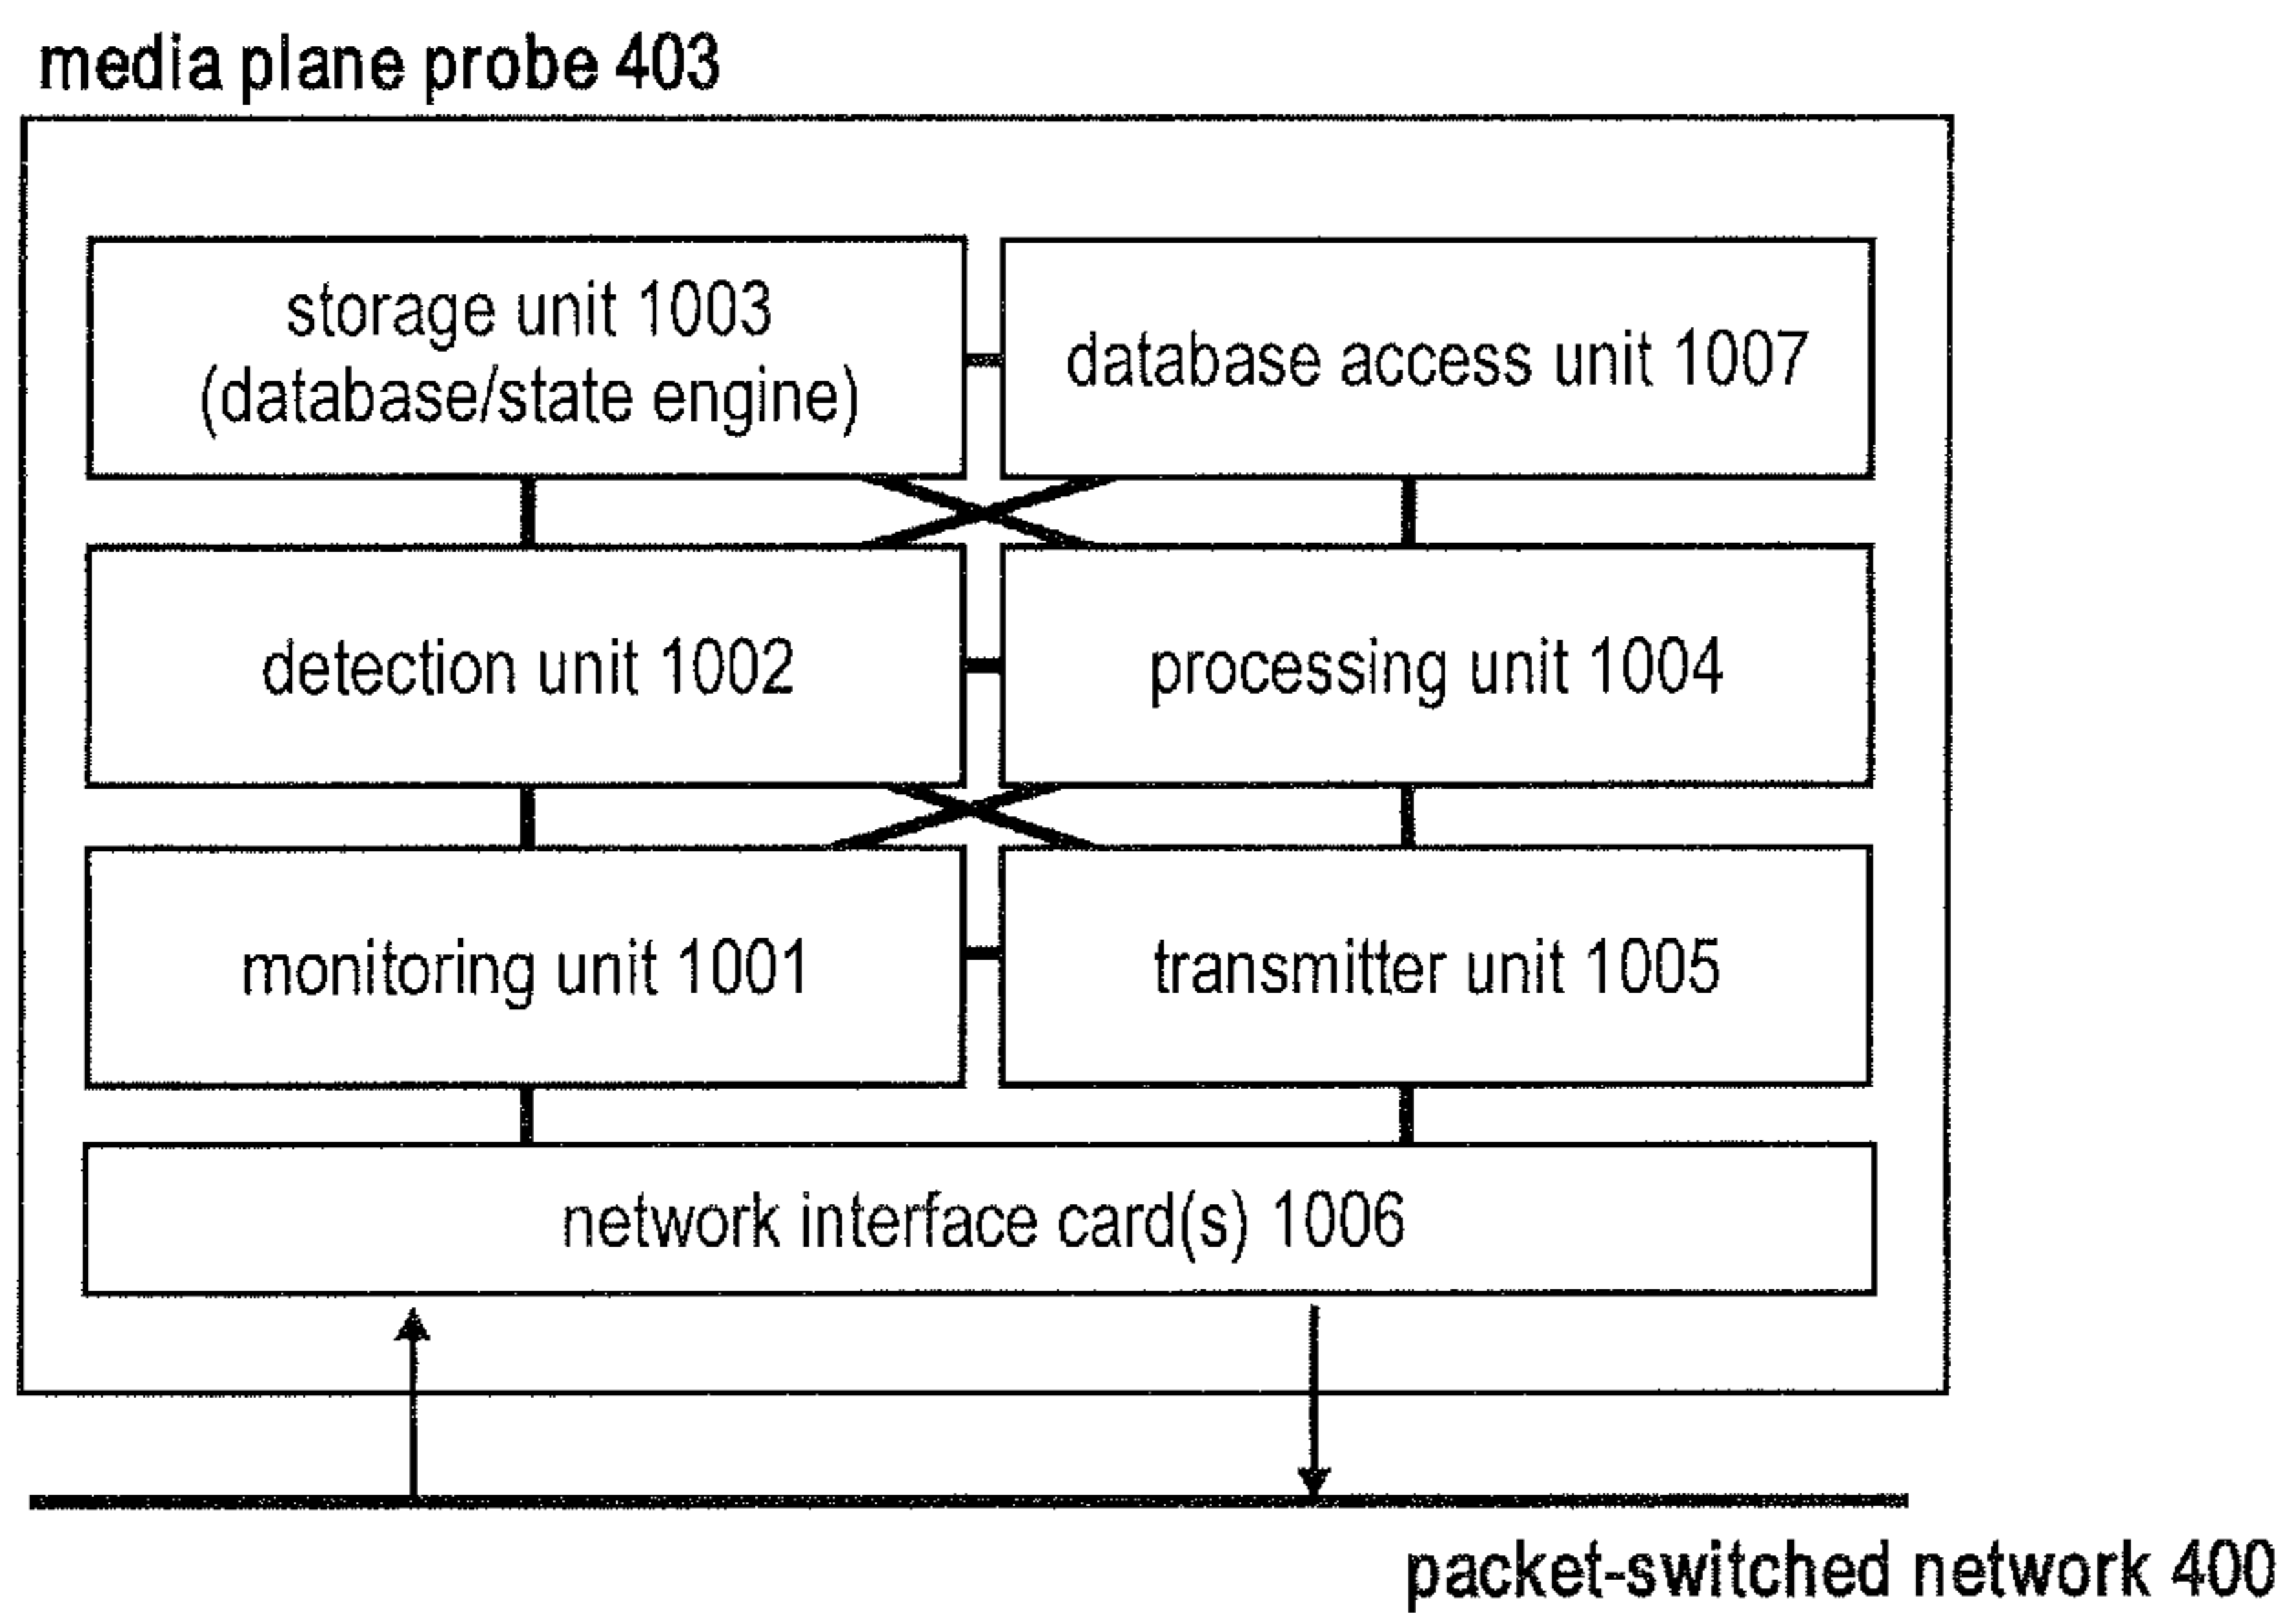 media plane probe 403
storage unit 1003
(database/state engine)
database access unit 1007
detection unit 1002
processing unit 1004
monitoring unit 1001
transmitter unit 1005
network interface card(s) 1006
packet-switched network 400